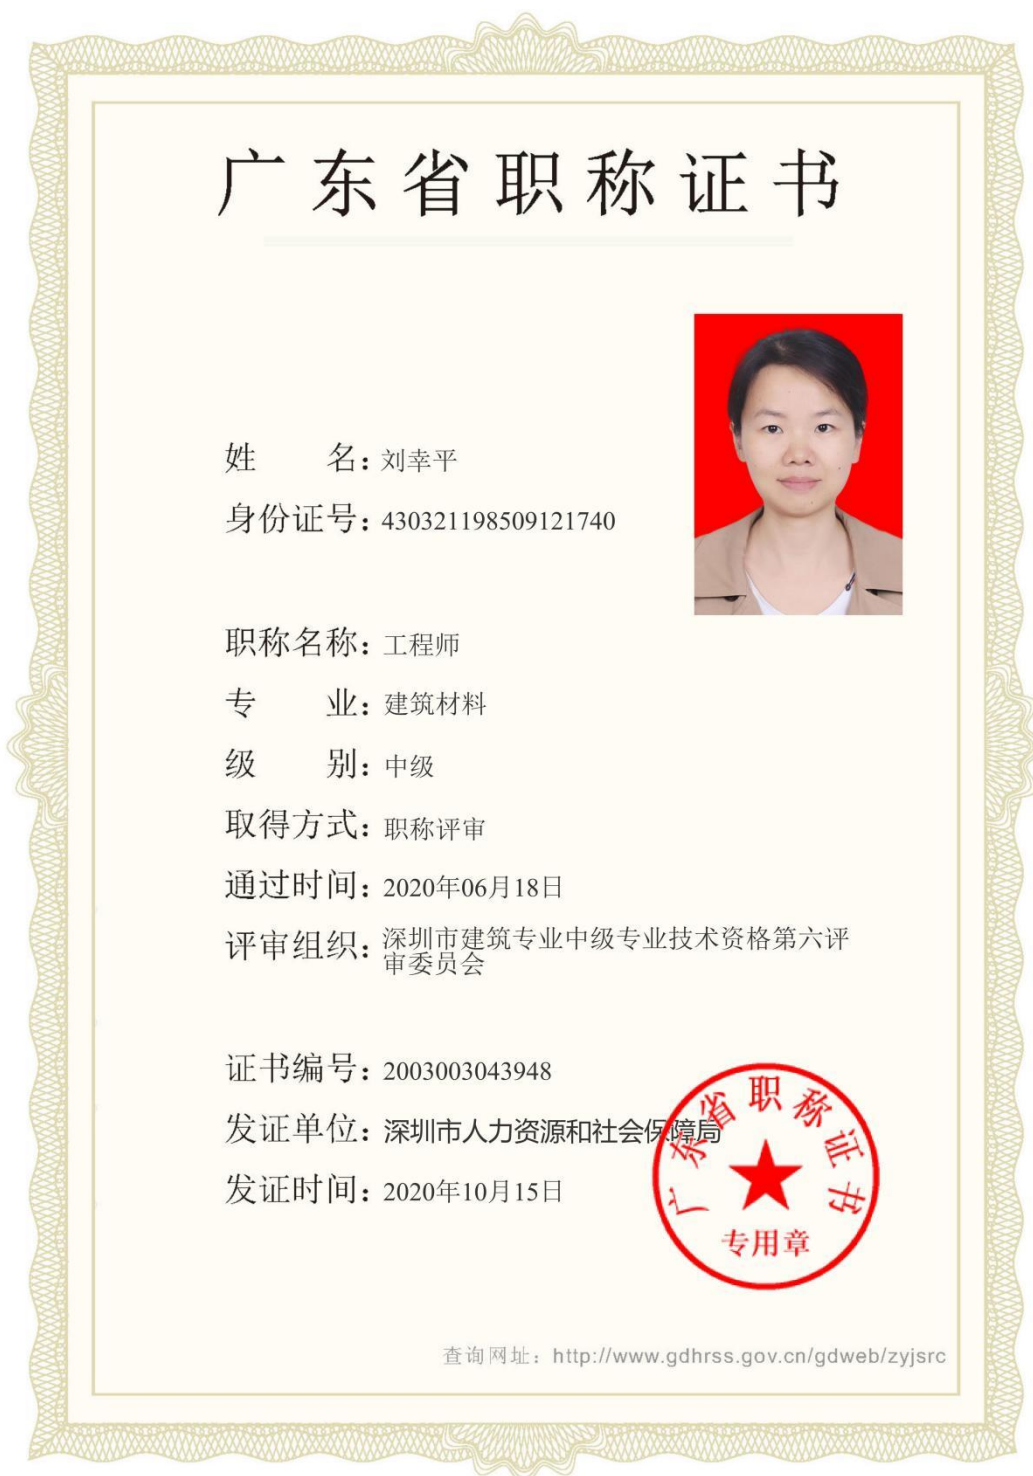 广东省职称证书
姓 名：刘幸平
身份证号：430321198509121740
职称名称：工程师
专 业：建筑材料
级 别：中级
取得方式：职称评审
通过时间：2020年06月18日
评审组织：深圳市建筑专业中级专业技术资格第六评
审委员会
证书编号：2003003043948
发证单位：深圳市人力资源和社会保障局
发证时间：2020年10月15日
广东省职称证书
专用章
查询网址：http://www.gdhrss.gov.cn/gdweb/zyjsrc